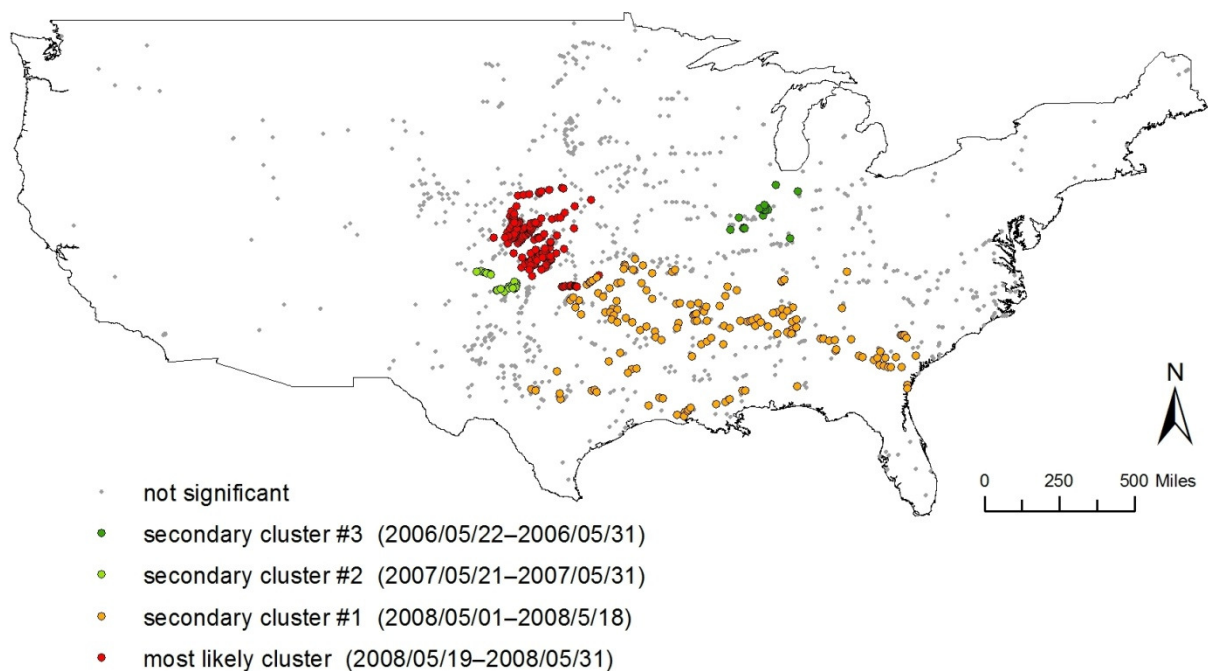 N
0 250 500 Miles
not significant
secondary cluster #3 (2006/05/22–2006/05/31)
secondary cluster #2 (2007/05/21–2007/05/31)
secondary cluster #1 (2008/05/01–2008/5/18)
most likely cluster (2008/05/19–2008/05/31)